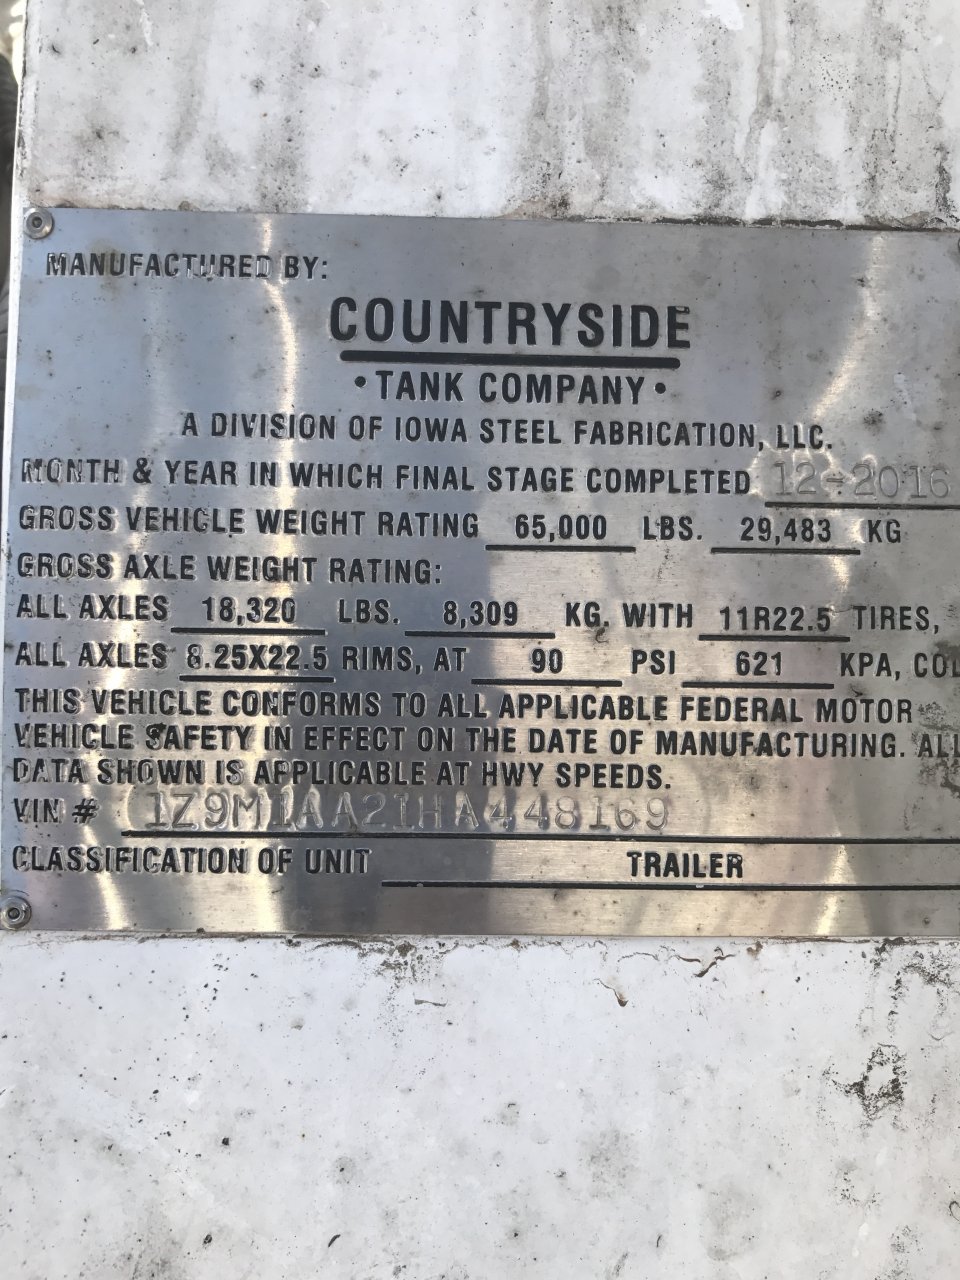 MANUFACTURED BY:
COUNTRYSIDE
• TANK COMPANY •
A DIVISION OF IOWA STEEL FABRICATION, LLC.
MONTH & YEAR IN WHICH FINAL STAGE COMPLETED 12-2016
GROSS VEHICLE WEIGHT RATING 65,000 LBS. 29,483 KG
GROSS AXLE WEIGHT RATING:
ALL AXLES 18,320 LBS. 8,309 KG. WITH 11R22.5 TIRES,
ALL AXLES 8.25X22.5 RIMS, AT 90 PSI 621 KPA, COL
THIS VEHICLE CONFORMS TO ALL APPLICABLE FEDERAL MOTOR
VEHICLE SAFETY IN EFFECT ON THE DATE OF MANUFACTURING. ALL
DATA SHOWN IS APPLICABLE AT HWY SPEEDS.
VIN # 1Z9M1AA21HA448169
CLASSIFICATION OF UNIT TRAILER